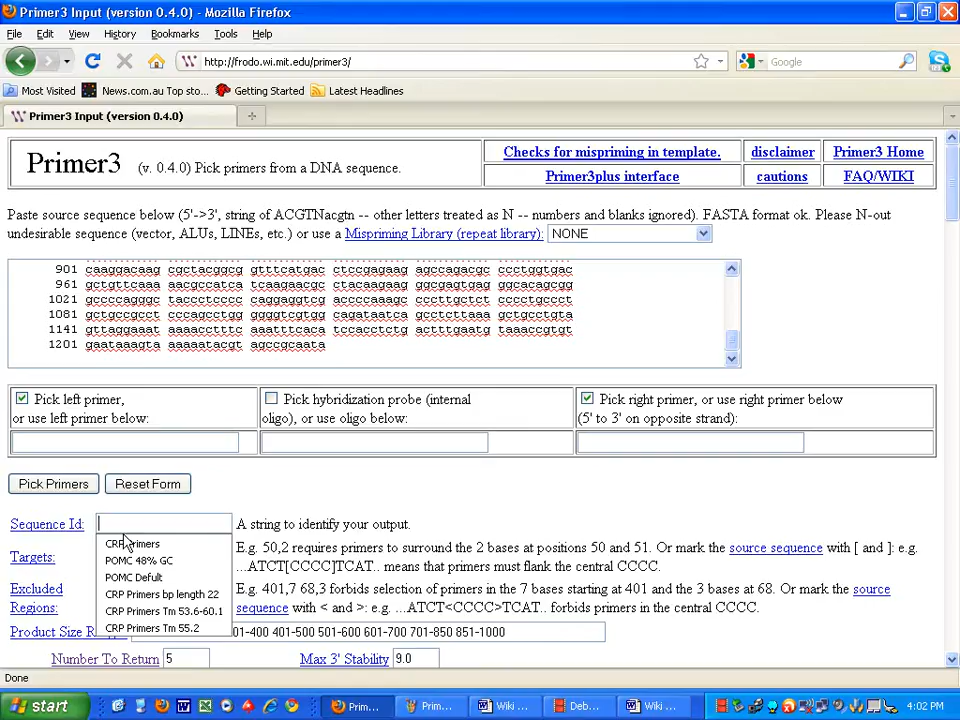 Primer3 Input (version 0.4.0) - Mozilla Firefox
File Edit View History Bookmarks Tools Help
http://frodo.wi.mit.edu/primer3/
Google
Most Visited News.com.au Top sto... Getting Started Latest Headlines
Primer3 Input (version 0.4.0)
Primer3 (v. 0.4.0) Pick primers from a DNA sequence.
Checks for mispriming in template. disclaimer Primer3 Home
Primer3plus interface cautions FAQ/WIKI
Paste source sequence below (5'->3', string of ACGTNacgtn -- other letters treated as N -- numbers and blanks ignored). FASTA format ok. Please N-out
undesirable sequence (vector, ALUs, LINEs, etc.) or use a Mispriming Library (repeat library): NONE
901 caaggacaag cgctacggcg gtttcatgac ctccgagaag agccagacgc ccctggtgac
961 gctgttcaaa aacgccatca tcaagaacgc ctacaagaag ggcgagtgag ggcacagcgg
1021 gccccagggc taccctcccc caggaggtcg accccaaagc cccttgctct cccctgccct
1081 gctgccgcct cccagcctgg gggggtcgtgg cagataatca gcctcttaaa gctgcctgta
1141 gttaggaaat aaaacctttc aaatttcaca tccacctctg actttgaatg taaaccgtgt
1201 gaataaagta aaaaatacgt agccgcaata
Pick left primer, or use left primer below:
Pick hybridization probe (internal oligo), or use oligo below:
Pick right primer, or use right primer below (5' to 3' on opposite strand):
Pick Primers Reset Form
Sequence Id: A string to identify your output.
CRP Primers
POMC 48% GC
POMC Defult
CRP Primers bp length 22
CRP Primers Tm 53.6-60.1
CRP Primers Tm 55.2
Targets: E.g. 50,2 requires primers to surround the 2 bases at positions 50 and 51. Or mark the source sequence with [ and ]: e.g.
...ATCT[CCCC]TCAT.. means that primers must flank the central CCCC.
Excluded Regions: E.g. 401,7 68,3 forbids selection of primers in the 7 bases starting at 401 and the 3 bases at 68. Or mark the source
sequence with < and >: e.g. ...ATCT<CCCC>TCAT.. forbids primers in the central CCCC.
Product Size R 01-400 401-500 501-600 601-700 701-850 851-1000
Number To Return 5 Max 3' Stability 9.0
Done
start Prim... Prim... Wiki ... Deb... Wiki ... 4:02 PM